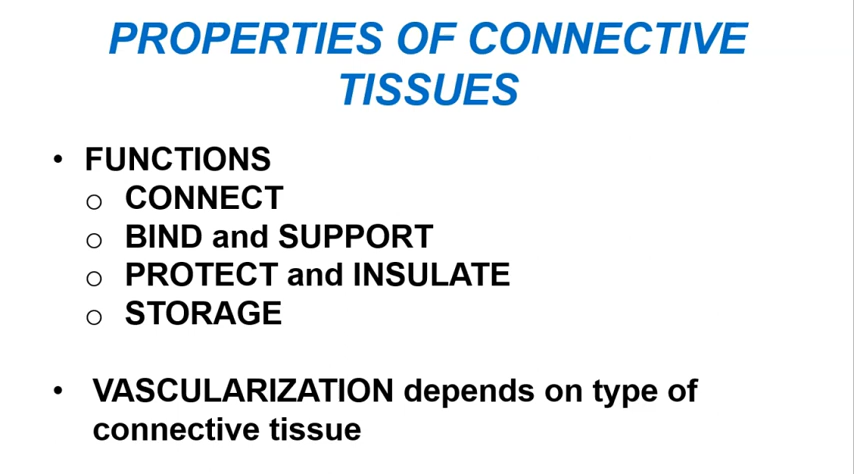 PROPERTIES OF CONNECTIVE
TISSUES
• FUNCTIONS
o CONNECT
o BIND and SUPPORT
o PROTECT and INSULATE
o STORAGE
• VASCULARIZATION depends on type of
connective tissue